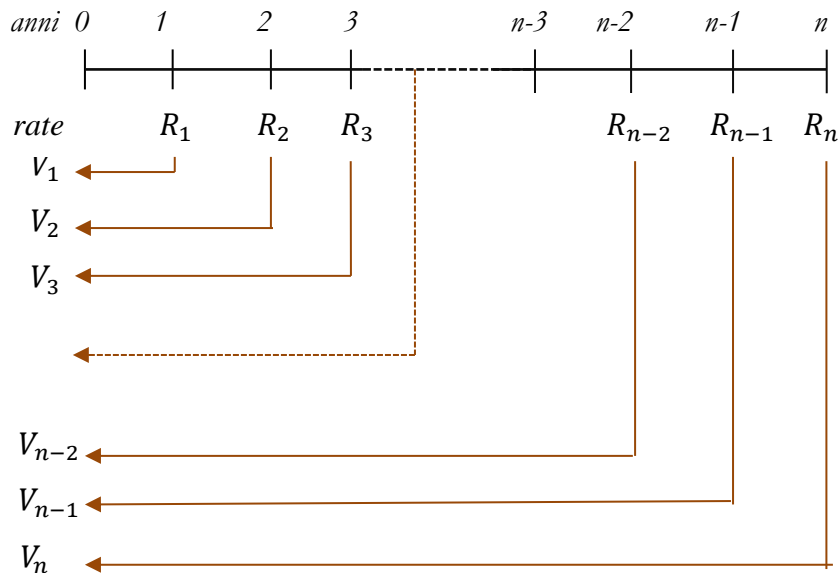 anni 0 1 2 3 n-3 n-2 n-1 n
rate R₁ R₂ R₃ Rₙ₋₂ Rₙ₋₁ Rₙ
V₁
V₂
V₃
Vₙ₋₂
Vₙ₋₁
Vₙ